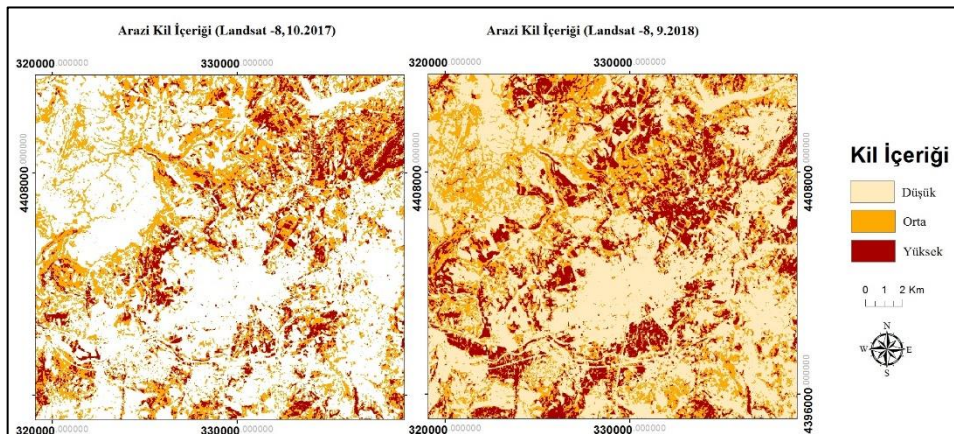 Arazi Kil İçeriği (Landsat -8, 10.2017)
Arazi Kil İçeriği (Landsat -8, 9.2018)
320000.000000
330000.000000
320000.000000
330000.000000
4408000.000000
4408000.000000
4408000.000000
4396000.000000
320000.000000
330000.000000
320000.000000
330000.000000
Kil İçeriği
Düşük
Orta
Yüksek
0 1 2 Km
N
W E
S